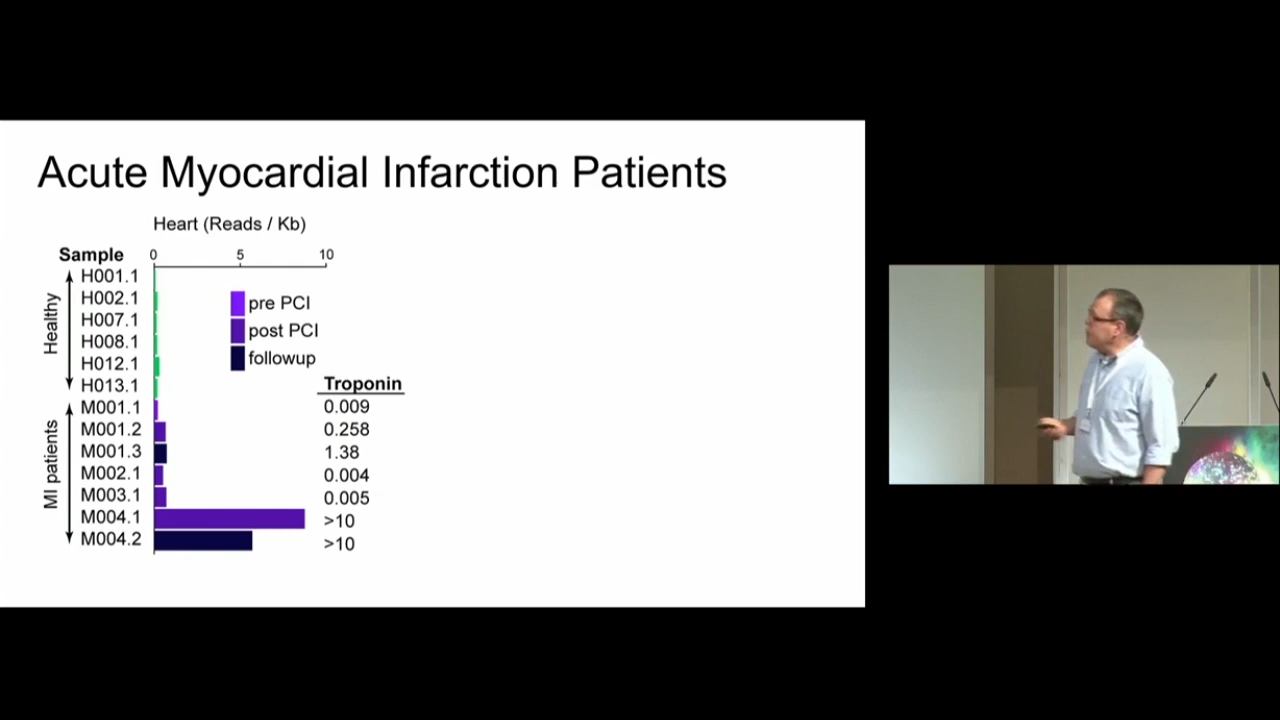 Acute Myocardial Infarction Patients
Heart (Reads / Kb)
Sample
0 5 10
Healthy
H001.1
H002.1
H007.1
H008.1
H012.1
H013.1
pre PCI
post PCI
followup
Troponin
MI patients
M001.1 0.009
M001.2 0.258
M001.3 1.38
M002.1 0.004
M003.1 0.005
M004.1 >10
M004.2 >10